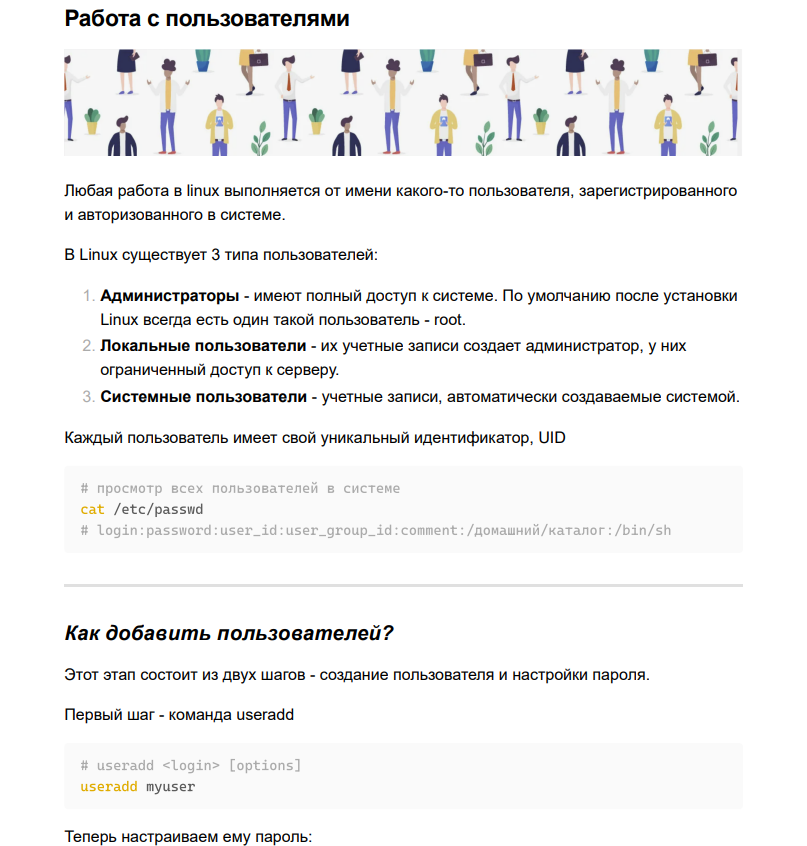 Работа с пользователями
Любая работа в linux выполняется от имени какого-то пользователя, зарегистрированного
и авторизованного в системе.
В Linux существует 3 типа пользователей:
1. Администраторы - имеют полный доступ к системе. По умолчанию после установки
Linux всегда есть один такой пользователь - root.
2. Локальные пользователи - их учетные записи создает администратор, у них
ограниченный доступ к серверу.
3. Системные пользователи - учетные записи, автоматически создаваемые системой.
Каждый пользователь имеет свой уникальный идентификатор, UID
# просмотр всех пользователей в системе
cat /etc/passwd
# login:password:user_id:user_group_id:comment:/домашний/каталог:/bin/sh
Как добавить пользователей?
Этот этап состоит из двух шагов - создание пользователя и настройки пароля.
Первый шаг - команда useradd
# useradd <login> [options]
useradd myuser
Теперь настраиваем ему пароль: